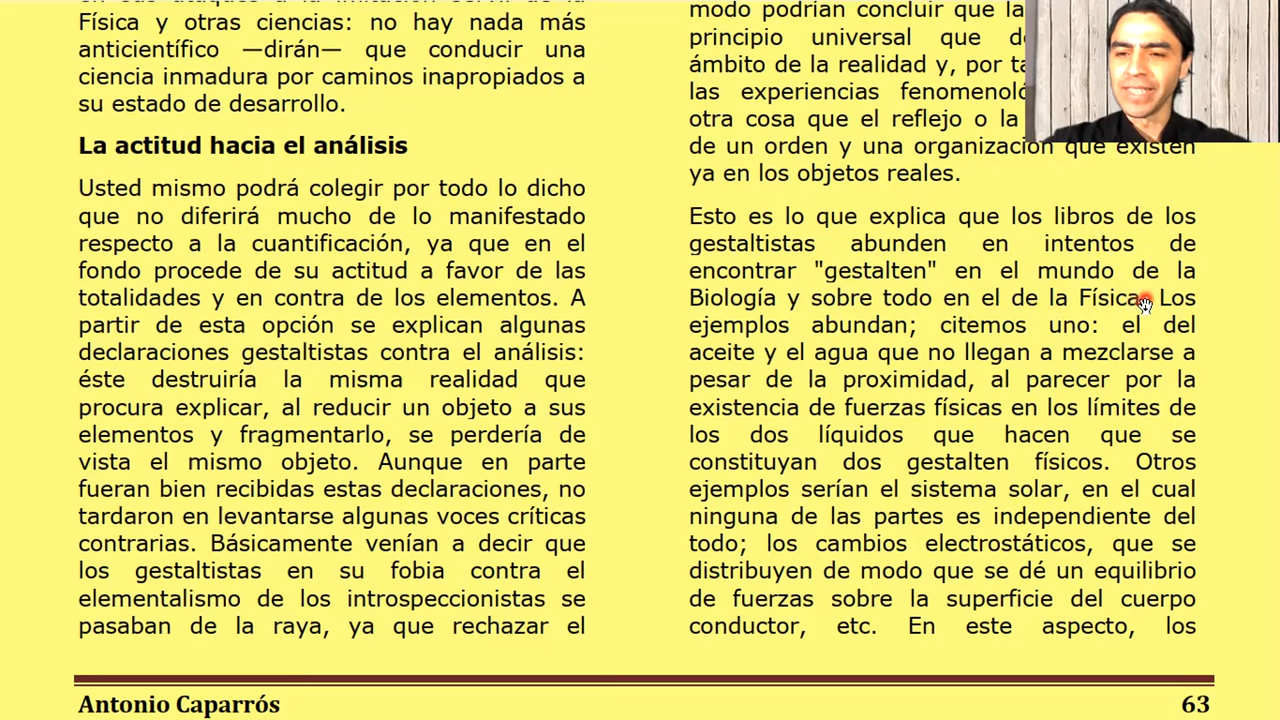 Física y otras ciencias: no hay nada más
anticientífico —dirán— que conducir una
ciencia inmadura por caminos inapropiados a
su estado de desarrollo.
La actitud hacia el análisis
Usted mismo podrá colegir por todo lo dicho
que no diferirá mucho de lo manifestado
respecto a la cuantificación, ya que en el
fondo procede de su actitud a favor de las
totalidades y en contra de los elementos. A
partir de esta opción se explican algunas
declaraciones gestaltistas contra el análisis:
éste destruiría la misma realidad que
procura explicar, al reducir un objeto a sus
elementos y fragmentarlo, se perdería de
vista el mismo objeto. Aunque en parte
fueran bien recibidas estas declaraciones, no
tardaron en levantarse algunas voces críticas
contrarias. Básicamente venían a decir que
los gestaltistas en su fobia contra el
elementalismo de los introspeccionistas se
pasaban de la raya, ya que rechazar el
modo podrían concluir que la
principio universal que
ámbito de la realidad y, por
las experiencias
otra cosa que el reflejo o la
de un orden y una organización que existen
ya en los objetos reales.
Esto es lo que explica que los libros de los
gestaltistas abunden en intentos de
encontrar "gestalten" en el mundo de la
Biología y sobre todo en el de la Física. Los
ejemplos abundan; citemos uno: el del
aceite y el agua que no llegan a mezclarse a
pesar de la proximidad, al parecer por la
existencia de fuerzas físicas en los límites de
los dos líquidos que hacen que se
constituyan dos gestalten físicos. Otros
ejemplos serían el sistema solar, en el cual
ninguna de las partes es independiente del
todo; los cambios electrostáticos, que se
distribuyen de modo que se dé un equilibrio
de fuerzas sobre la superficie del cuerpo
conductor, etc. En este aspecto, los
Antonio Caparrós
63